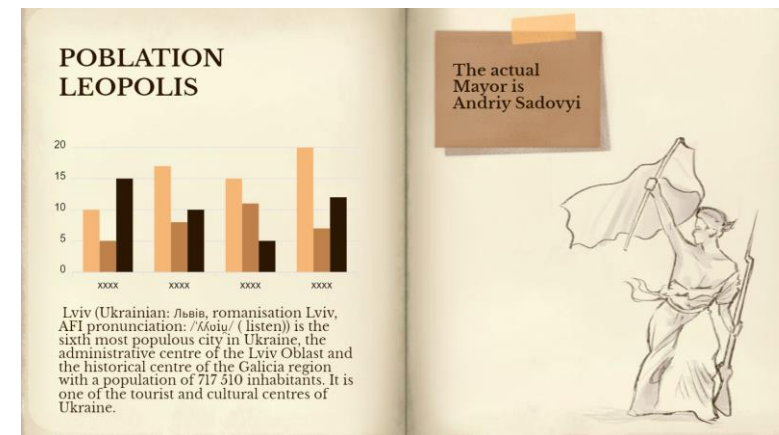 POBLATION
LEOPOLIS
20
15
10
5
0
xxxx xxxx xxxx xxxx
Lviv (Ukrainian: Львів, romanisation Lviv,
AFI pronunciation: ( listen)) is the
sixth most populous city in Ukraine, the
administrative centre of the Lviv Oblast and
the historical centre of the Galicia region
with a population of 717 510 inhabitants. It is
one of the tourist and cultural centres of
Ukraine.
The actual
Mayor is
Andriy Sadovyi